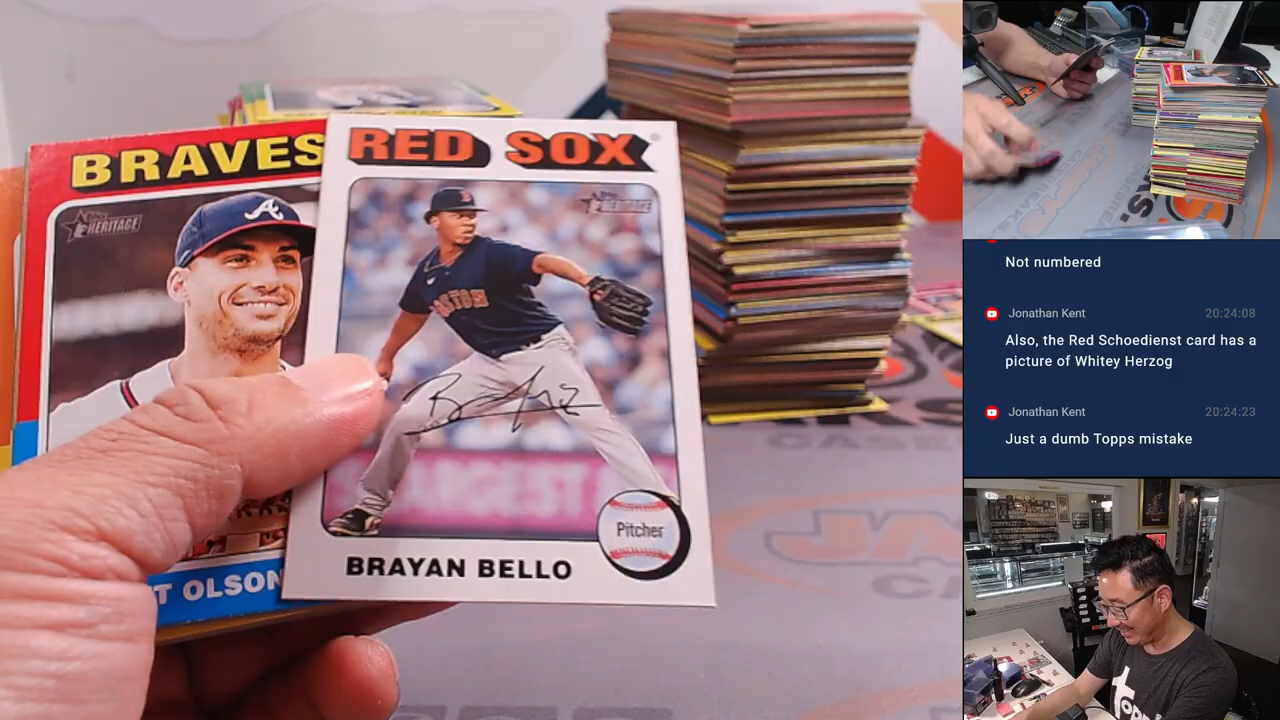 BRAVES
Topps HERITAGE
T OLSON
RED SOX
Topps HERITAGE
BOSTON
Pitcher
BRAYAN BELLO
Not numbered
Jonathan Kent
20:24:08
Also, the Red Schoedienst card has a
picture of Whitey Herzog
Jonathan Kent
20:24:23
Just a dumb Topps mistake